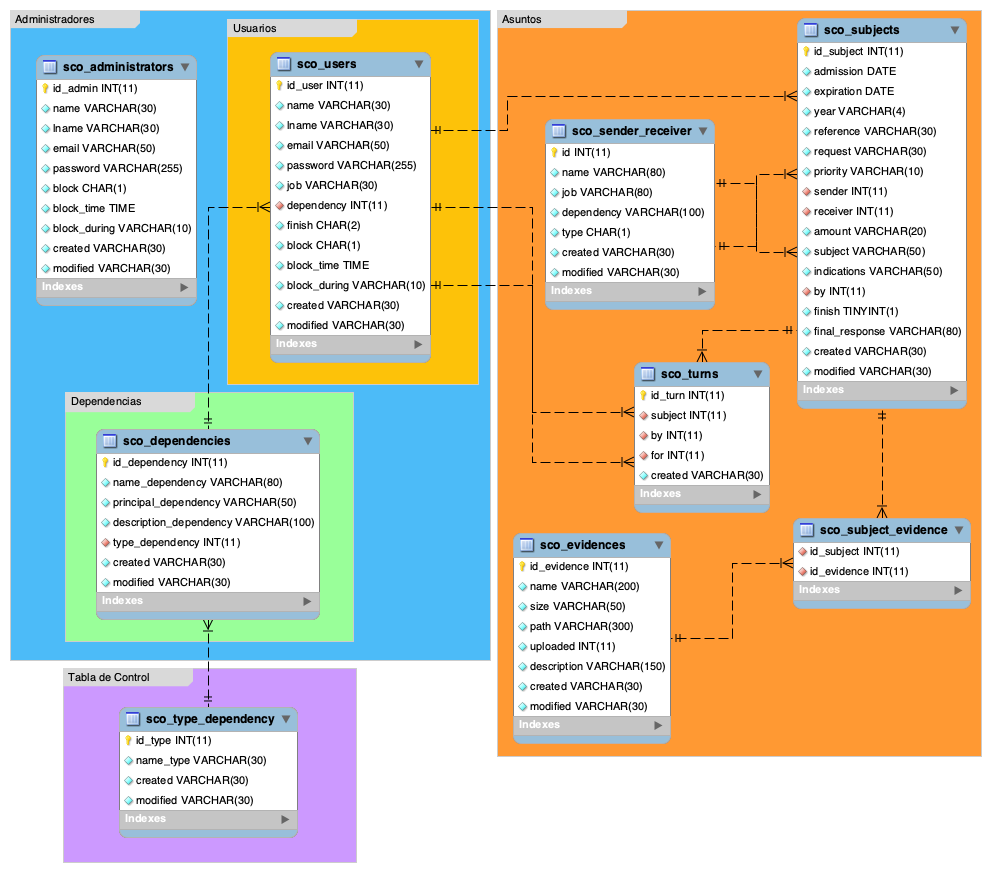 Administradores
sco_administrators
id_admin INT(11)
name VARCHAR(30)
lname VARCHAR(30)
email VARCHAR(50)
password VARCHAR(255)
block CHAR(1)
block_time TIME
block_during VARCHAR(10)
created VARCHAR(30)
modified VARCHAR(30)
Indexes
Usuarios
sco_users
id_user INT(11)
name VARCHAR(30)
lname VARCHAR(30)
email VARCHAR(50)
password VARCHAR(255)
job VARCHAR(30)
dependency INT(11)
finish CHAR(2)
block CHAR(1)
block_time TIME
block_during VARCHAR(10)
created VARCHAR(30)
modified VARCHAR(30)
Indexes
Dependencias
sco_dependencies
id_dependency INT(11)
name_dependency VARCHAR(80)
principal_dependency VARCHAR(50)
description_dependency VARCHAR(100)
type_dependency INT(11)
created VARCHAR(30)
modified VARCHAR(30)
Indexes
Tabla de Control
sco_type_dependency
id_type INT(11)
name_type VARCHAR(30)
created VARCHAR(30)
modified VARCHAR(30)
Indexes
Asuntos
sco_sender_receiver
id INT(11)
name VARCHAR(80)
job VARCHAR(80)
dependency VARCHAR(100)
type CHAR(1)
created VARCHAR(30)
modified VARCHAR(30)
Indexes
sco_subjects
id_subject INT(11)
admission DATE
expiration DATE
year VARCHAR(4)
reference VARCHAR(30)
request VARCHAR(30)
priority VARCHAR(10)
sender INT(11)
receiver INT(11)
amount VARCHAR(20)
subject VARCHAR(50)
indications VARCHAR(50)
by INT(11)
finish TINYINT(1)
final_response VARCHAR(80)
created VARCHAR(30)
modified VARCHAR(30)
Indexes
sco_turns
id_turn INT(11)
subject INT(11)
by INT(11)
for INT(11)
created VARCHAR(30)
Indexes
sco_evidences
id_evidence INT(11)
name VARCHAR(200)
size VARCHAR(50)
path VARCHAR(300)
uploaded INT(11)
description VARCHAR(150)
created VARCHAR(30)
modified VARCHAR(30)
Indexes
sco_subject_evidence
id_subject INT(11)
id_evidence INT(11)
Indexes